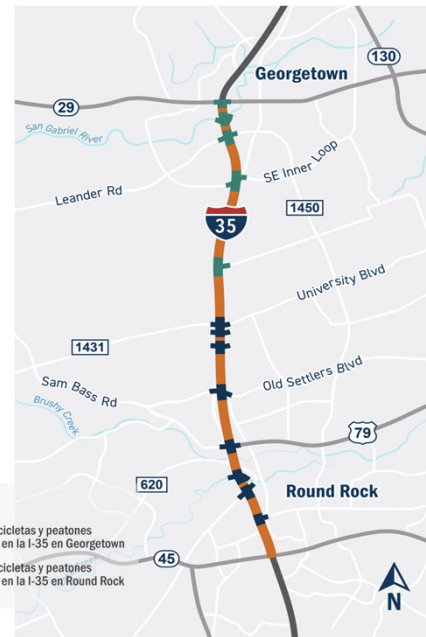 130
Georgetown
29
San Gabriel River
SE Inner Loop
Leander Rd
35
1450
University Blvd
1431
Sam Bass Rd
Old Settlers Blvd
Brushy Creek
79
620
Round Rock
cicletas y peatones
en la I-35 en Georgetown
45
cicletas y peatones
en la I-35 en Round Rock
N